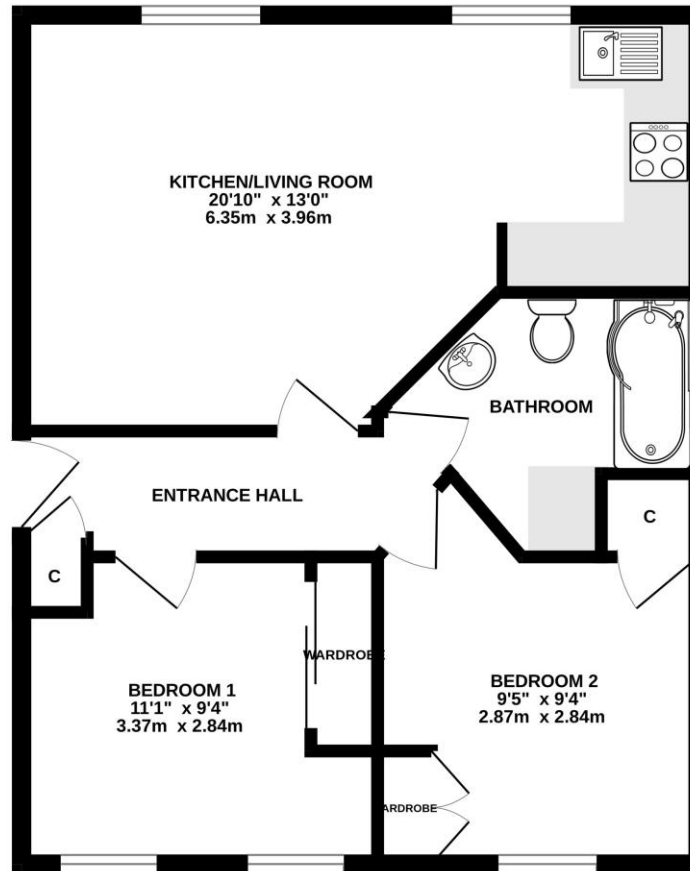 KITCHEN/LIVING ROOM
20'10" x 13'0"
6.35m x 3.96m
BATHROOM
ENTRANCE HALL
C
C
WARDROBE
BEDROOM 1
11'1" x 9'4"
3.37m x 2.84m
BEDROOM 2
9'5" x 9'4"
2.87m x 2.84m
ARDROBE